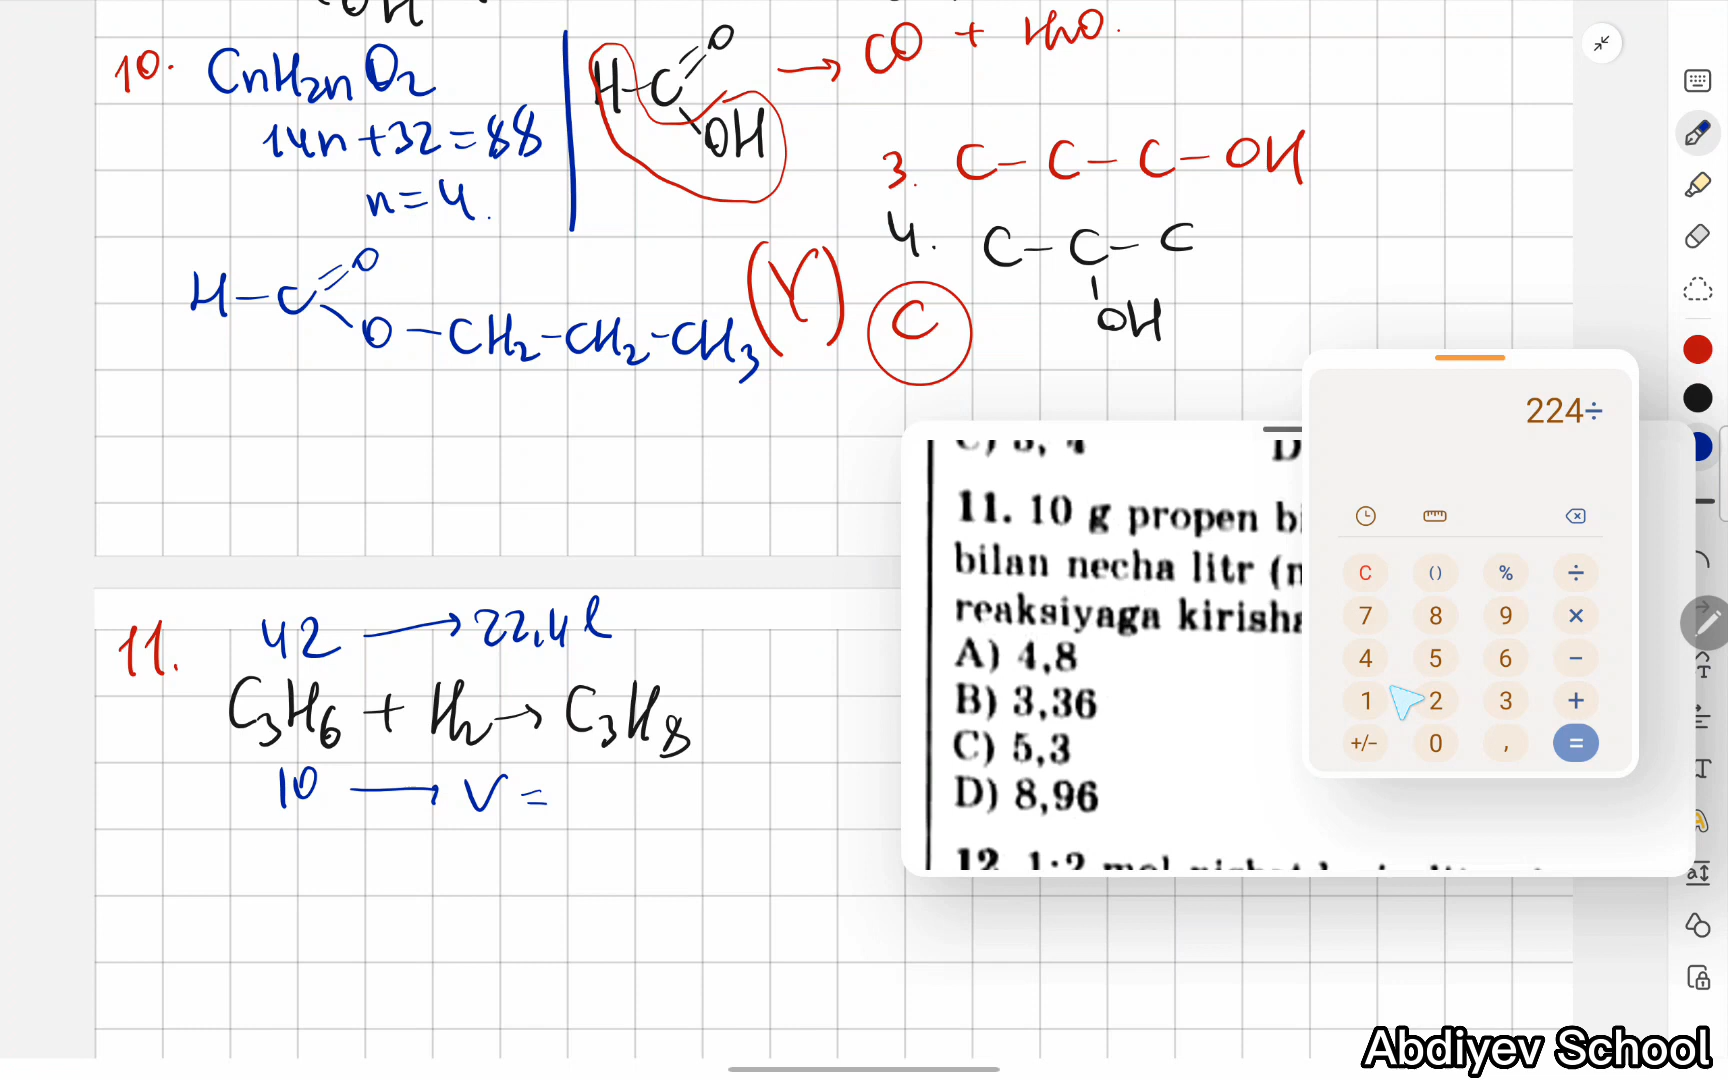 OH
10. CnH2nO2
14n+32=88
n=4.
H-C=O
OH
→ CO + H2O.
3. C-C-C-OH
4. C-C-C
OH
H-C=O
O-CH2-CH2-CH3
C
224÷
11. 10 g propen
bilan necha litr
reaksiyaga
A) 4,8
B) 3,36
C) 5,3
D) 8,96
C () % ÷
7 8 9 ×
4 5 6 −
1 2 3 +
+/− 0 , =
11. 42 → 22,4 l
C3H6 + H2 → C3H8
10 → V =
Abdiyev School